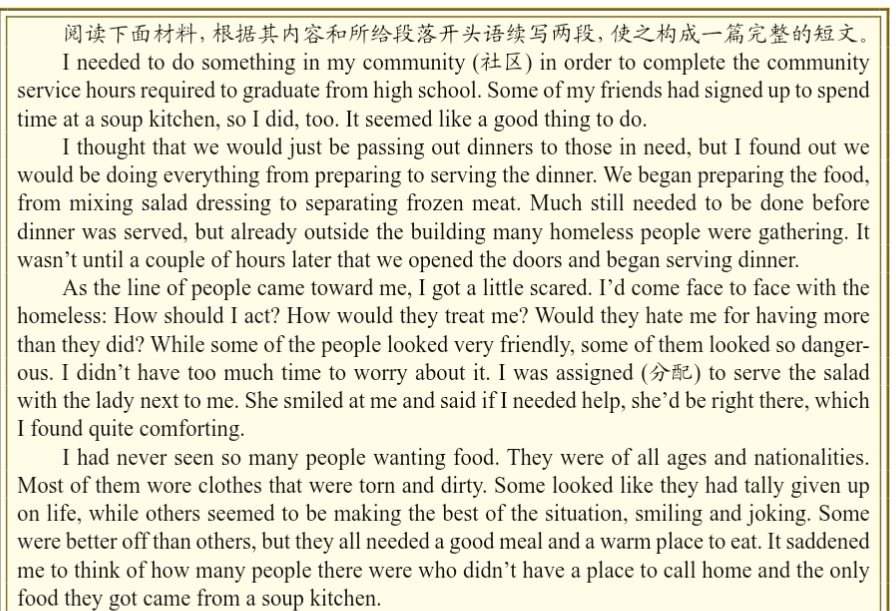 阅读下面材料，根据其内容和所给段落开头语续写两段，使之构成一篇完整的短文。
I needed to do something in my community (社区) in order to complete the community
service hours required to graduate from high school. Some of my friends had signed up to spend
time at a soup kitchen, so I did, too. It seemed like a good thing to do.
I thought that we would just be passing out dinners to those in need, but I found out we
would be doing everything from preparing to serving the dinner. We began preparing the food,
from mixing salad dressing to separating frozen meat. Much still needed to be done before
dinner was served, but already outside the building many homeless people were gathering. It
wasn't until a couple of hours later that we opened the doors and began serving dinner.
As the line of people came toward me, I got a little scared. I'd come face to face with the
homeless: How should I act? How would they treat me? Would they hate me for having more
than they did? While some of the people looked very friendly, some of them looked so danger-
ous. I didn't have too much time to worry about it. I was assigned (分配) to serve the salad
with the lady next to me. She smiled at me and said if I needed help, she'd be right there, which
I found quite comforting.
I had never seen so many people wanting food. They were of all ages and nationalities.
Most of them wore clothes that were torn and dirty. Some looked like they had tally given up
on life, while others seemed to be making the best of the situation, smiling and joking. Some
were better off than others, but they all needed a good meal and a warm place to eat. It saddened
me to think of how many people there were who didn't have a place to call home and the only
food they got came from a soup kitchen.